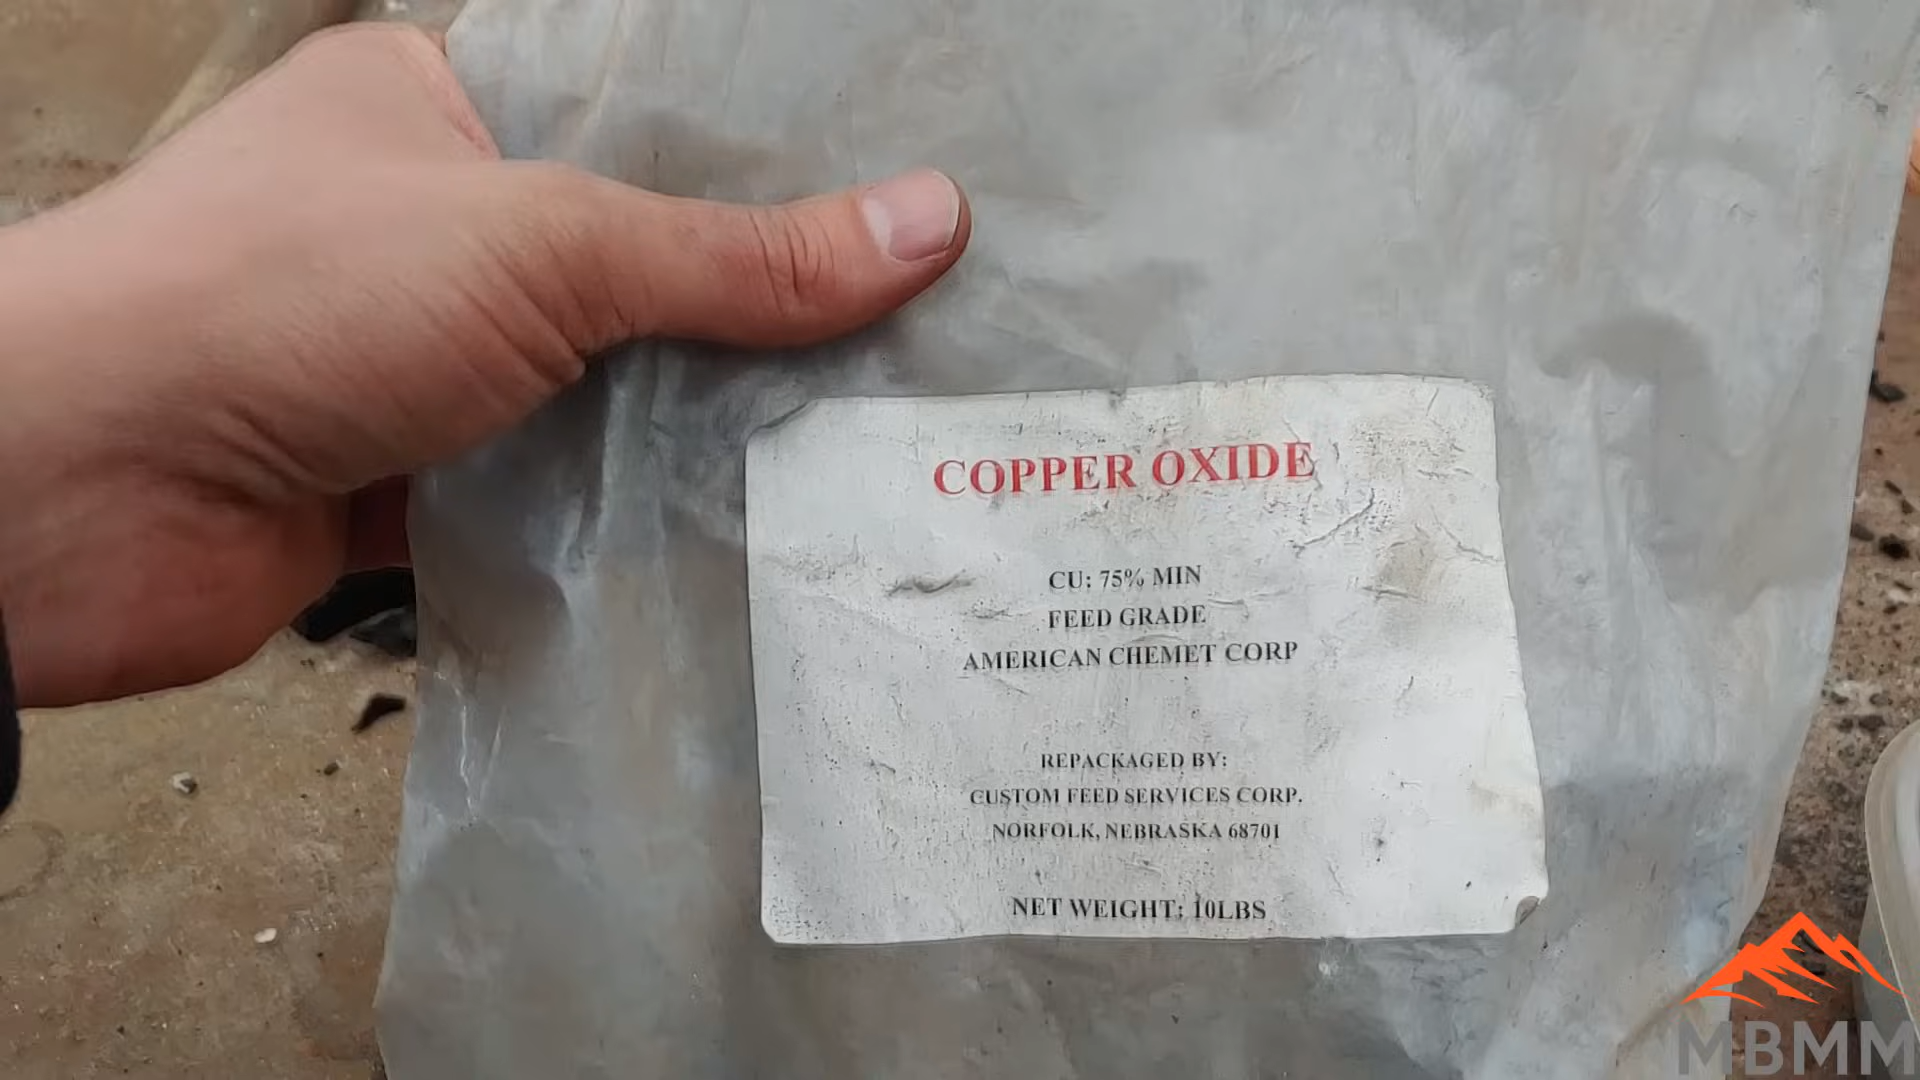 COPPER OXIDE
CU: 75% MIN
FEED GRADE
AMERICAN CHEMET CORP
REPACKAGED BY:
CUSTOM FEED SERVICES CORP.
NORFOLK, NEBRASKA 68701
NET WEIGHT: 10LBS
MBMM